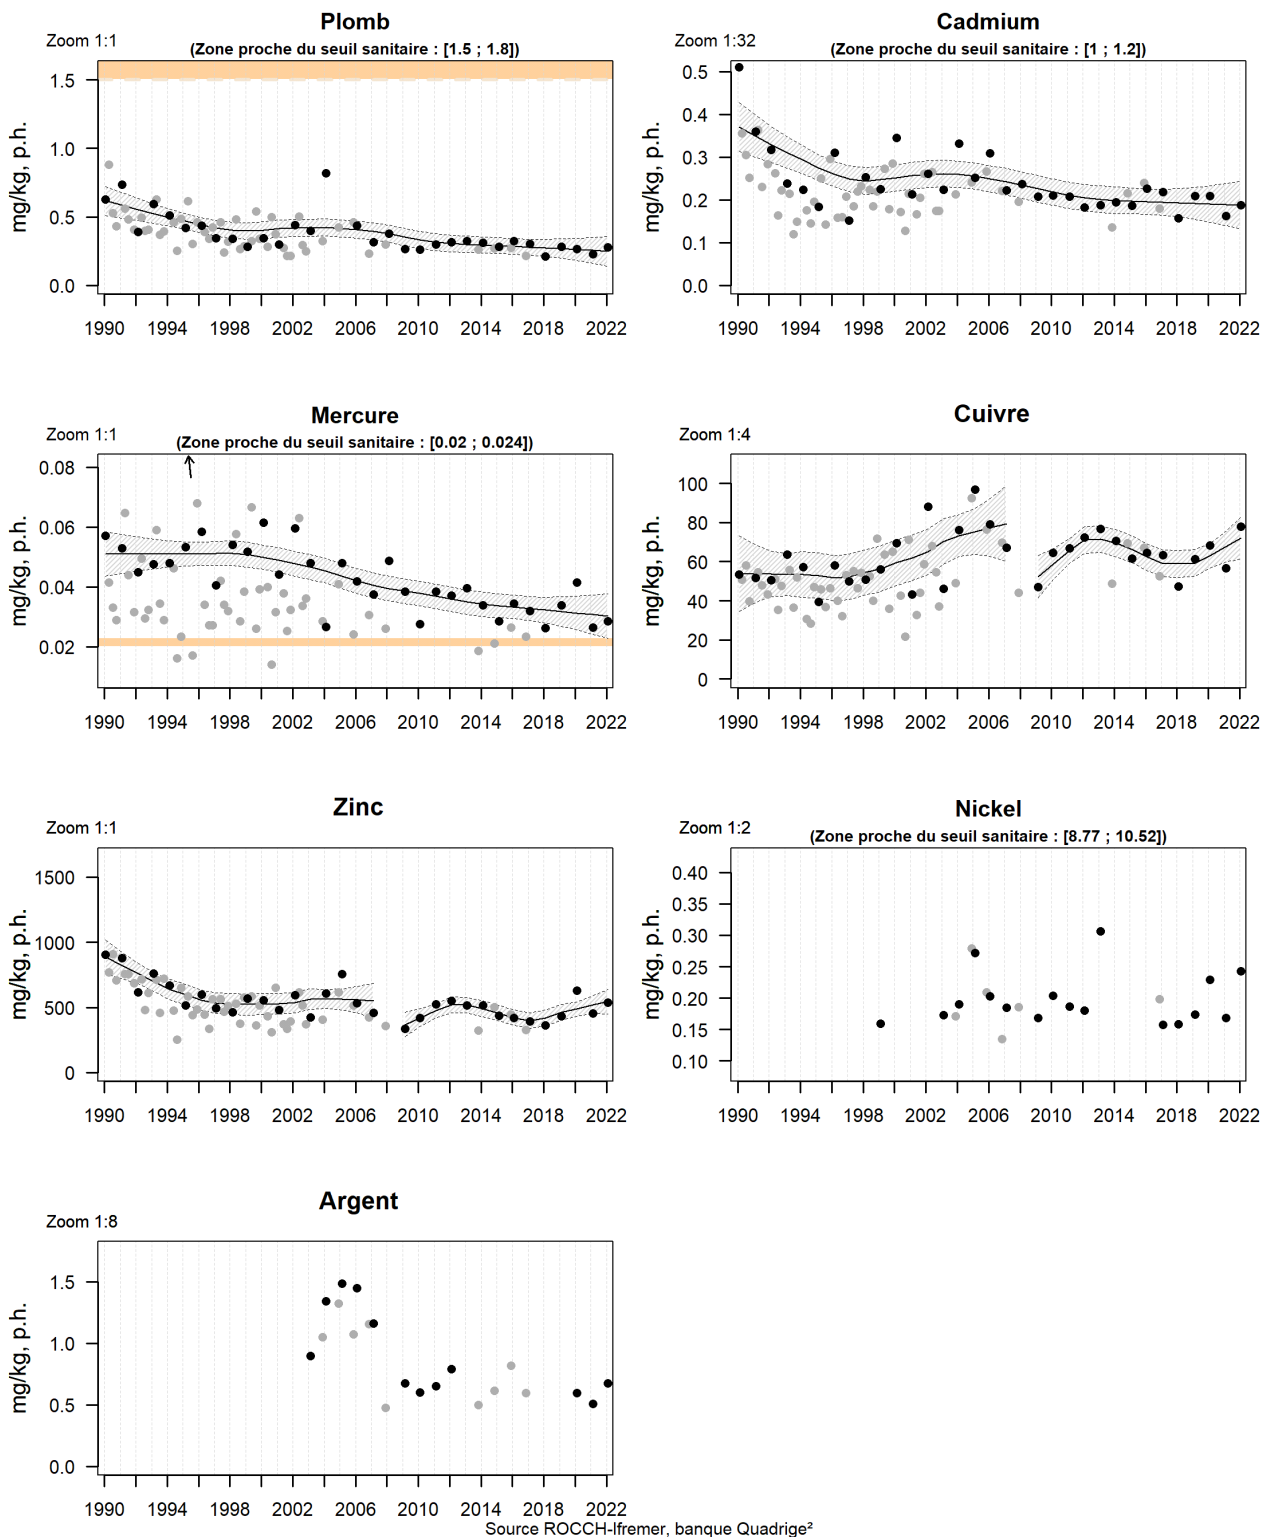 Plomb
Zoom 1:1
(Zone proche du seuil sanitaire : [1.5 ; 1.8])
mg/kg, p.h.
1.5
1.0
0.5
0.0
1990 1994 1998 2002 2006 2010 2014 2018 2022
Cadmium
Zoom 1:32
(Zone proche du seuil sanitaire : [1 ; 1.2])
mg/kg, p.h.
0.5
0.4
0.3
0.2
0.1
0.0
1990 1994 1998 2002 2006 2010 2014 2018 2022
Mercure
Zoom 1:1
(Zone proche du seuil sanitaire : [0.02 ; 0.024])
mg/kg, p.h.
0.08
0.06
0.04
0.02
1990 1994 1998 2002 2006 2010 2014 2018 2022
Cuivre
Zoom 1:4
mg/kg, p.h.
100
80
60
40
20
0
1990 1994 1998 2002 2006 2010 2014 2018 2022
Zinc
Zoom 1:1
mg/kg, p.h.
1500
1000
500
0
1990 1994 1998 2002 2006 2010 2014 2018 2022
Nickel
Zoom 1:2
(Zone proche du seuil sanitaire : [8.77 ; 10.52])
mg/kg, p.h.
0.40
0.35
0.30
0.25
0.20
0.15
0.10
1990 1994 1998 2002 2006 2010 2014 2018 2022
Argent
Zoom 1:8
mg/kg, p.h.
1.5
1.0
0.5
0.0
1990 1994 1998 2002 2006 2010 2014 2018 2022
Source ROCCH-Ifremer, banque Quadrige²